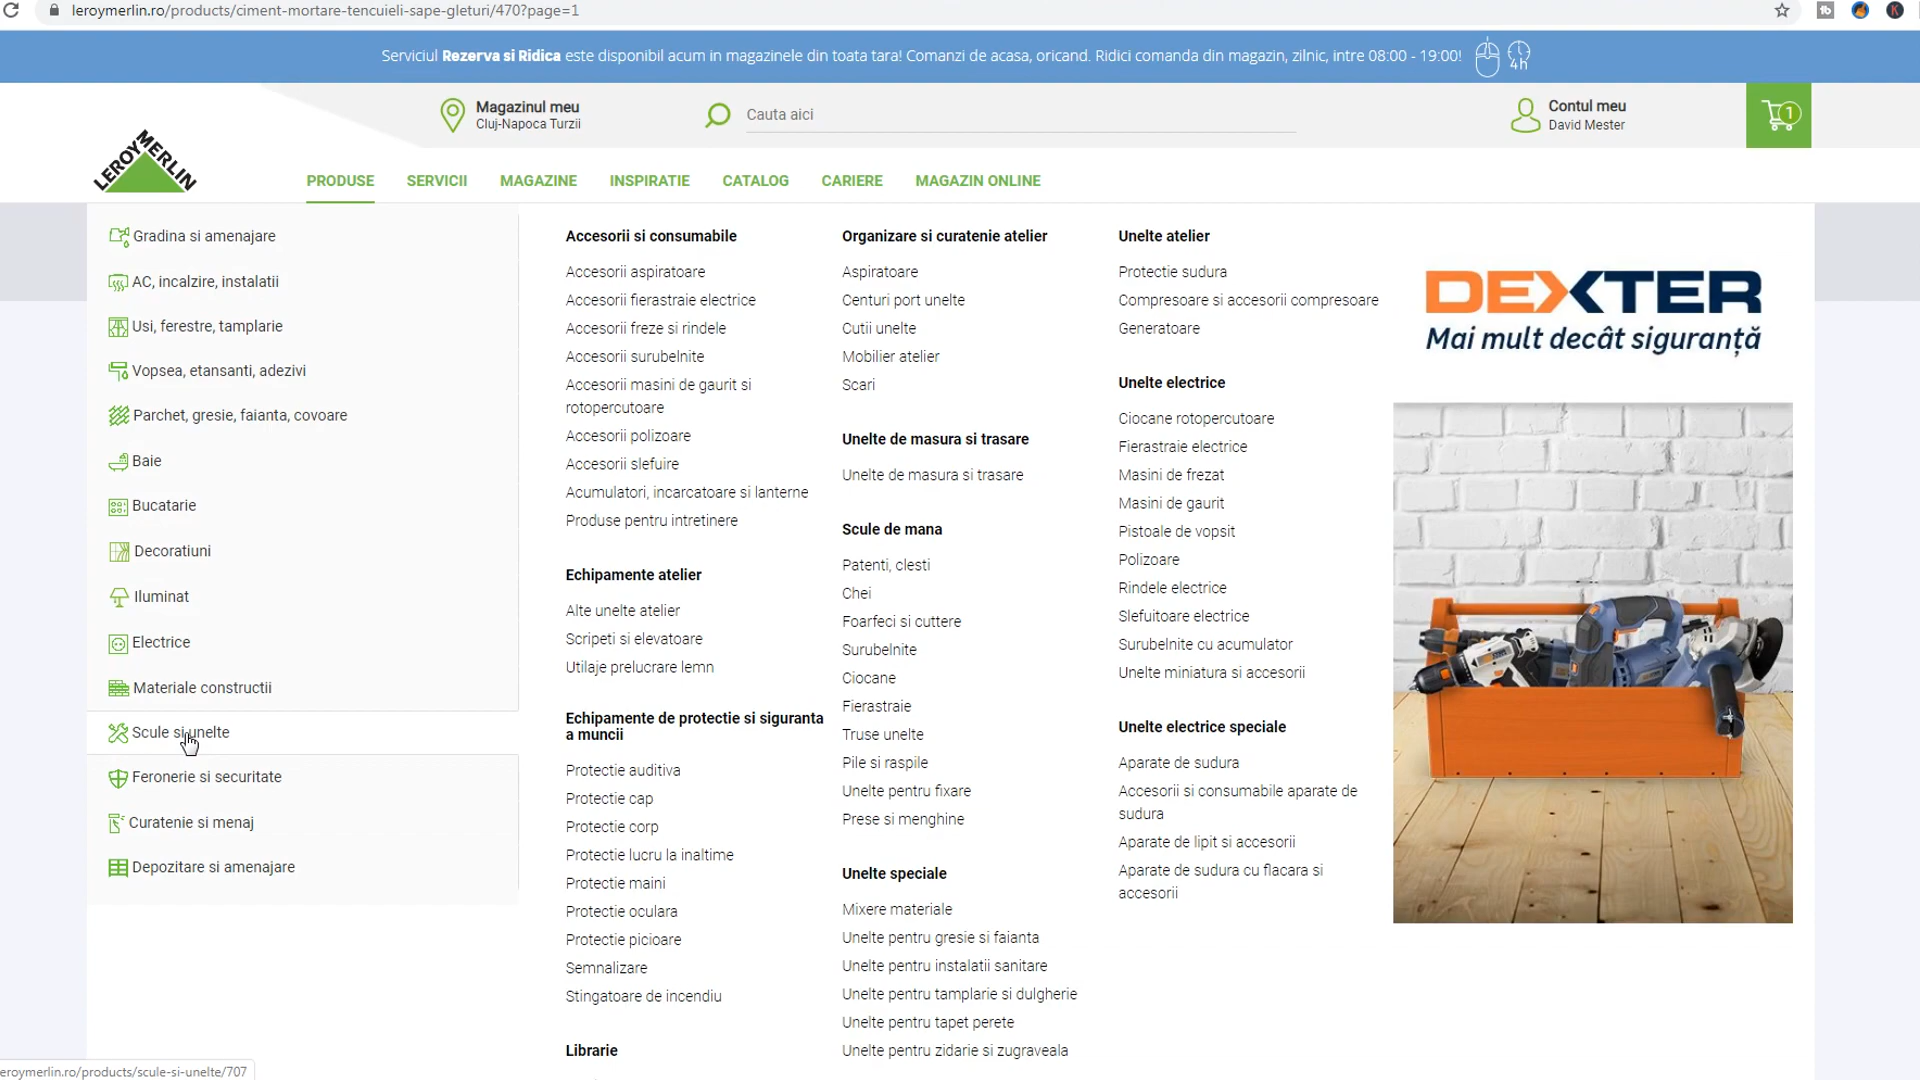 leroymerlin.ro/products/ciment-mortare-tencuieli-sape-gleturi/470?page=1
Serviciul Rezerva si Ridica este disponibil acum in magazinele din toata tara! Comanzi de acasa, oricand. Ridici comanda din magazin, zilnic, intre 08:00 - 19:00!
4h
Magazinul meu
Cluj-Napoca Turzii
Cauta aici
Contul meu
David Mester
1
LEROY MERLIN
PRODUSE
SERVICII
MAGAZINE
INSPIRATIE
CATALOG
CARIERE
MAGAZIN ONLINE
Gradina si amenajare
AC, incalzire, instalatii
Usi, ferestre, tamplarie
Vopsea, etansanti, adezivi
Parchet, gresie, faianta, covoare
Baie
Bucatarie
Decoratiuni
Iluminat
Electrice
Materiale constructii
Scule si unelte
Feronerie si securitate
Curatenie si menaj
Depozitare si amenajare
Accesorii si consumabile
Accesorii aspiratoare
Accesorii fierastraie electrice
Accesorii freze si rindele
Accesorii surubelnite
Accesorii masini de gaurit si
rotopercutoare
Accesorii polizoare
Accesorii slefuire
Acumulatori, incarcatoare si lanterne
Produse pentru intretinere
Echipamente atelier
Alte unelte atelier
Scripeti si elevatoare
Utilaje prelucrare lemn
Echipamente de protectie si siguranta
a muncii
Protectie auditiva
Protectie cap
Protectie corp
Protectie lucru la inaltime
Protectie maini
Protectie oculara
Protectie picioare
Semnalizare
Stingatoare de incendiu
Librarie
Organizare si curatenie atelier
Aspiratoare
Centuri port unelte
Cutii unelte
Mobilier atelier
Scari
Unelte de masura si trasare
Unelte de masura si trasare
Scule de mana
Patenti, clesti
Chei
Foarfeci si cuttere
Surubelnite
Ciocane
Fierastraie
Truse unelte
Pile si raspile
Unelte pentru fixare
Prese si menghine
Unelte speciale
Mixere materiale
Unelte pentru gresie si faianta
Unelte pentru instalatii sanitare
Unelte pentru tamplarie si dulgherie
Unelte pentru tapet perete
Unelte pentru zidarie si zugraveala
Unelte atelier
Protectie sudura
Compresoare si accesorii compresoare
Generatoare
Unelte electrice
Ciocane rotopercutoare
Fierastraie electrice
Masini de frezat
Masini de gaurit
Pistoale de vopsit
Polizoare
Rindele electrice
Slefuitoare electrice
Surubelnite cu acumulator
Unelte miniatura si accesorii
Unelte electrice speciale
Aparate de sudura
Accesorii si consumabile aparate de
sudura
Aparate de lipit si accesorii
Aparate de sudura cu flacara si
accesorii
DEXTER
Mai mult decât siguranță
eroymerlin.ro/products/scule-si-unelte/707